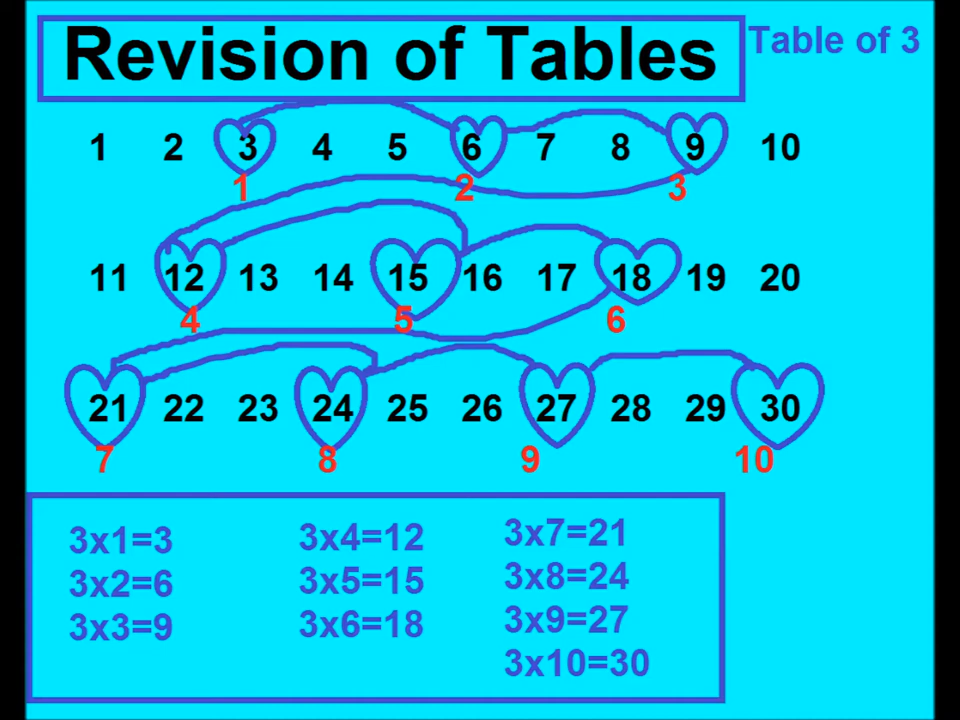 Revision of Tables
Table of 3
1 2 3 4 5 6 7 8 9 10
1 2 3
11 12 13 14 15 16 17 18 19 20
4 5 6
21 22 23 24 25 26 27 28 29 30
7 8 9 10
3x1=3
3x2=6
3x3=9
3x4=12
3x5=15
3x6=18
3x7=21
3x8=24
3x9=27
3x10=30